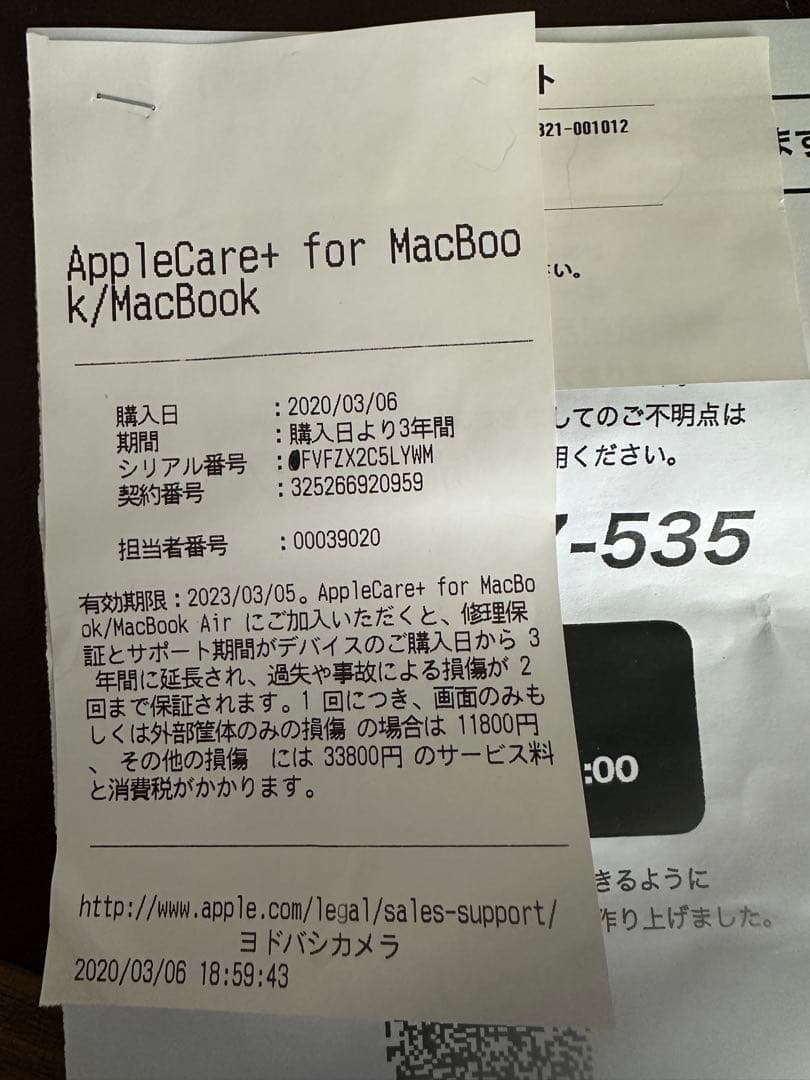 AppleCare+ for MacBoo
k/MacBook
購入日 :2020/03/06
期間 :購入日より3年間
シリアル番号 :FVFZX2C5LYWM
契約番号 :325266920959
担当者番号 :00039020
有効期限:2023/03/05。AppleCare+ for MacBo
ok/MacBook Air にご加入いただくと、修理保
証とサポート期間がデバイスのご購入日から 3
年間に延長され、過失や事故による損傷が 2
回まで保証されます。1 回につき、画面のみも
しくは外部筐体のみの損傷 の場合は 11800円
、 その他の損傷 には 33800円 のサービス料
と消費税がかかります。
http://www.apple.com/legal/sales-support/
ヨドバシカメラ
2020/03/06 18:59:43
ト
321-001012
ます
い。
してのご不明点は
用ください。
7-535
:00
きるように
作り上げました。